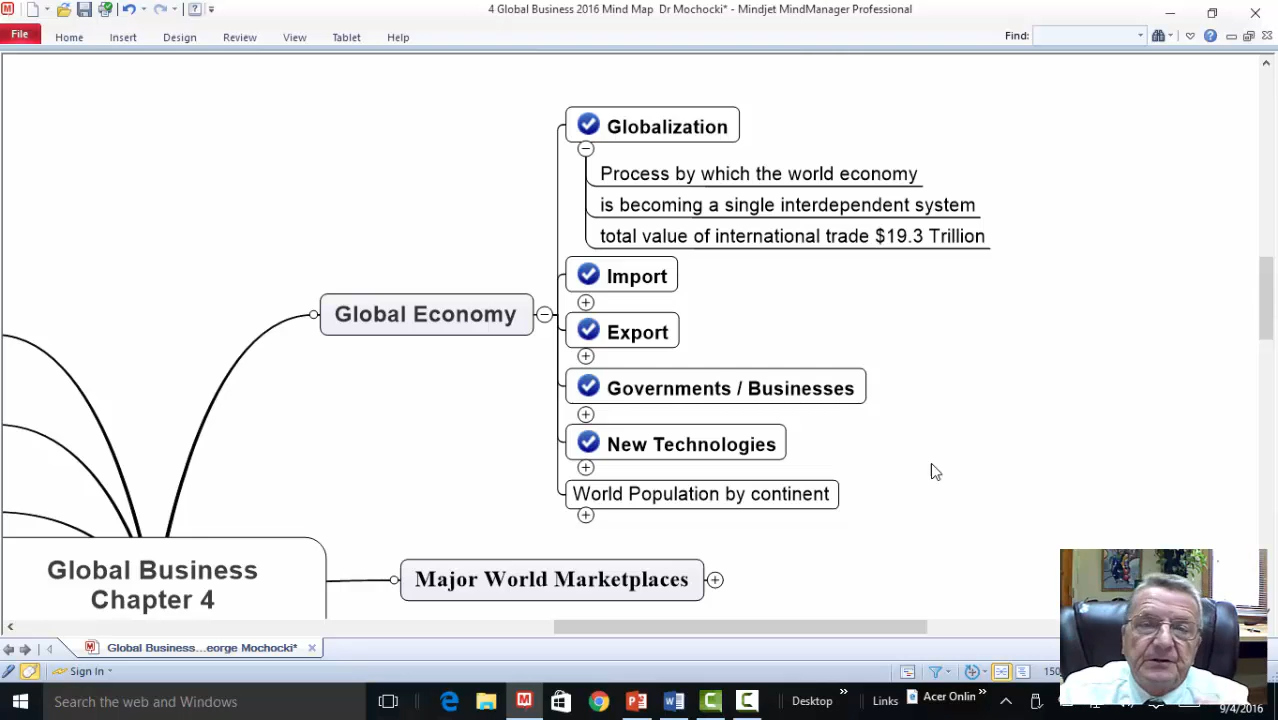 4 Global Business 2016 Mind Map Dr Mochocki* - Mindjet MindManager Professional
File Home Insert Design Review View Tablet Help Find:
Globalization
Process by which the world economy
is becoming a single interdependent system
total value of international trade $19.3 Trillion
Import
Global Economy
Export
Governments / Businesses
New Technologies
World Population by continent
Global Business
Chapter 4
Major World Marketplaces
Global Business...eorge Mochocki*
Sign In
150
Search the web and Windows
Desktop
Links
Acer Onlin
9/4/2016